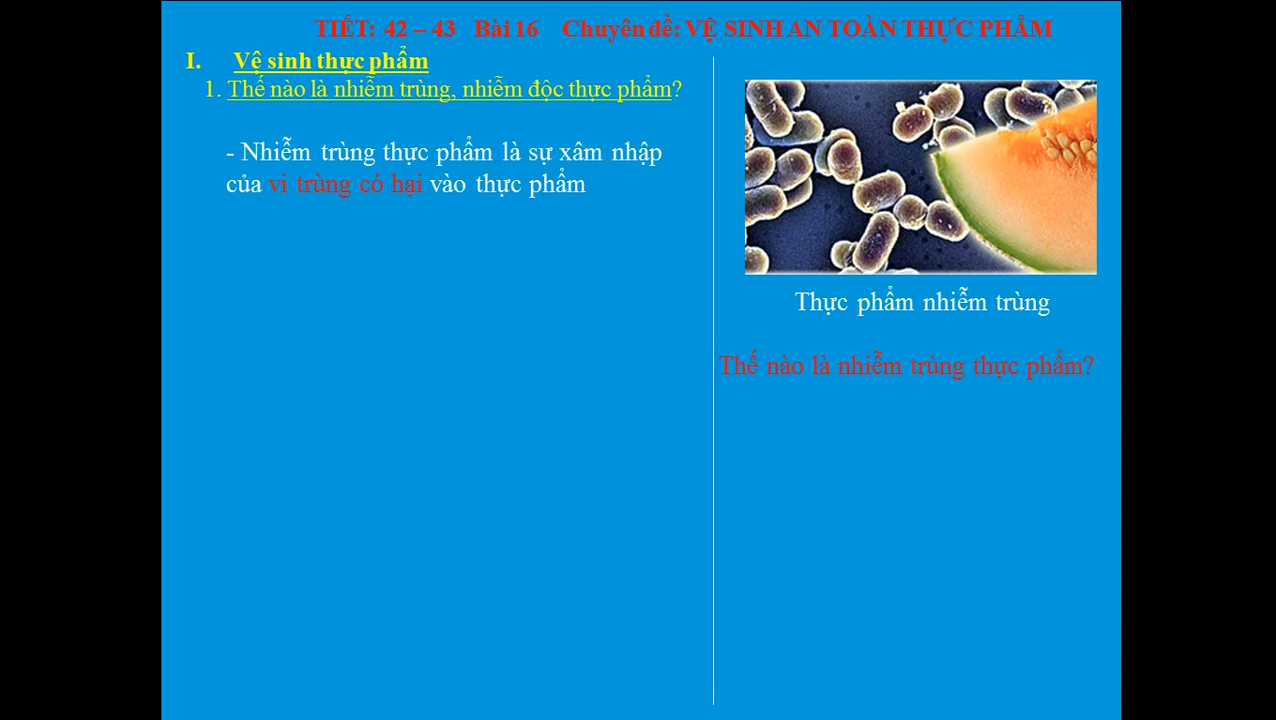 TIẾT: 42 – 43 Bài 16 Chuyên đề: VỆ SINH AN TOÀN THỰC PHẨM
I. Vệ sinh thực phẩm
1. Thế nào là nhiễm trùng, nhiễm độc thực phẩm?
- Nhiễm trùng thực phẩm là sự xâm nhập
của vi trùng có hại vào thực phẩm
Thực phẩm nhiễm trùng
Thế nào là nhiễm trùng thực phẩm?